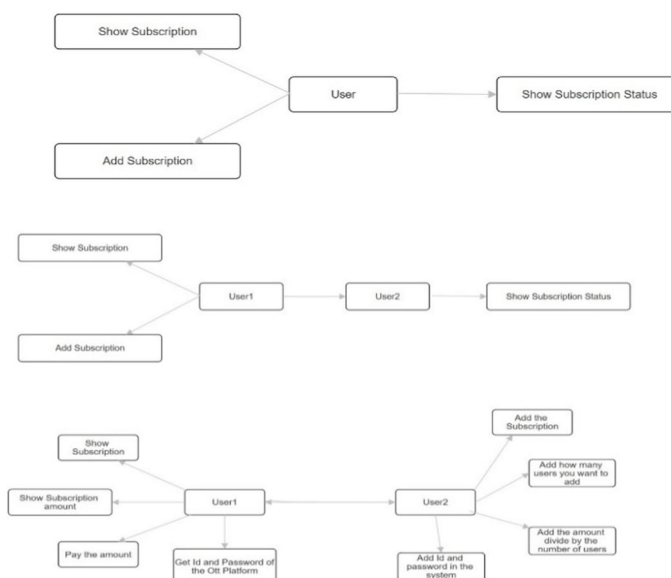 Show Subscription
User
Show Subscription Status
Add Subscription
Show Subscription
User1
User2
Show Subscription Status
Add Subscription
Add the
Subscription
Show
Subscription
Add how many
users you want to
add
Show Subscription
amount
User1
User2
Add the amount
divide by the
number of users
Pay the amount
Get Id and Password of
the Ott Platform
Add Id and
password in the
system